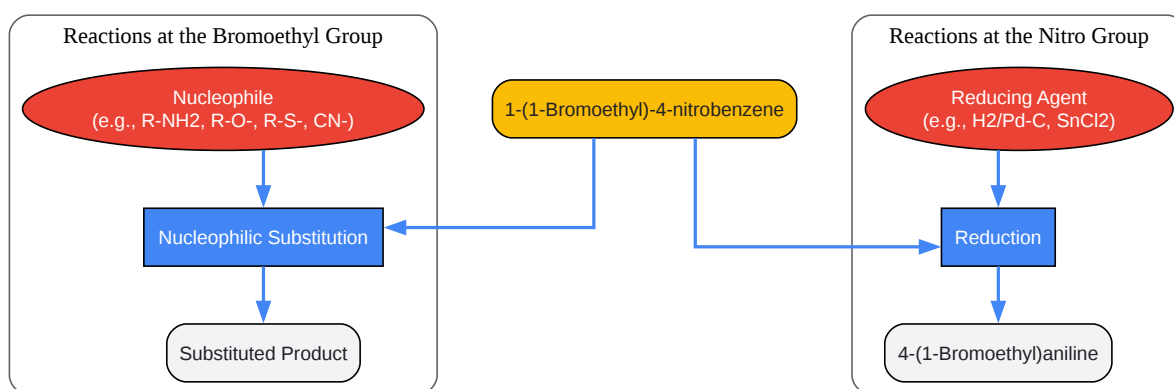 Reactions at the Bromoethyl Group
Nucleophile
(e.g., R-NH2, R-O-, R-S-, CN-)
Nucleophilic Substitution
Substituted Product
1-(1-Bromoethyl)-4-nitrobenzene
Reactions at the Nitro Group
Reducing Agent
(e.g., H2/Pd-C, SnCl2)
Reduction
4-(1-Bromoethyl)aniline